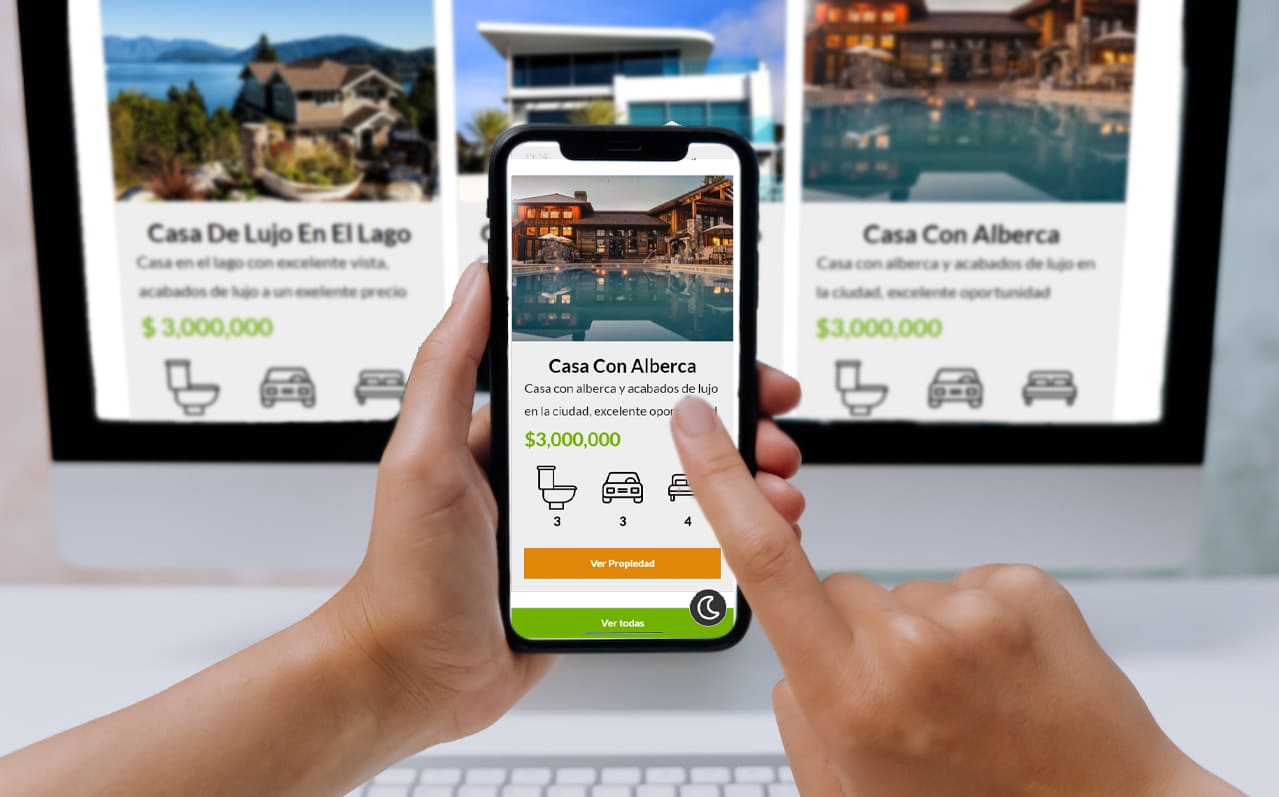 Casa De Lujo En El Lago
Casa en el lago con excelente vista,
acabados de lujo a un exelente precio
$ 3,000,000
Casa Con Alberca
Casa con alberca y acabados de lujo en
la ciudad, excelente oportunidad
$3,000,000
Casa Con Alberca
Casa con alberca y acabados de lujo
en la ciudad, excelente
$3,000,000
3
3
4
Ver Propiedad
Ver todas